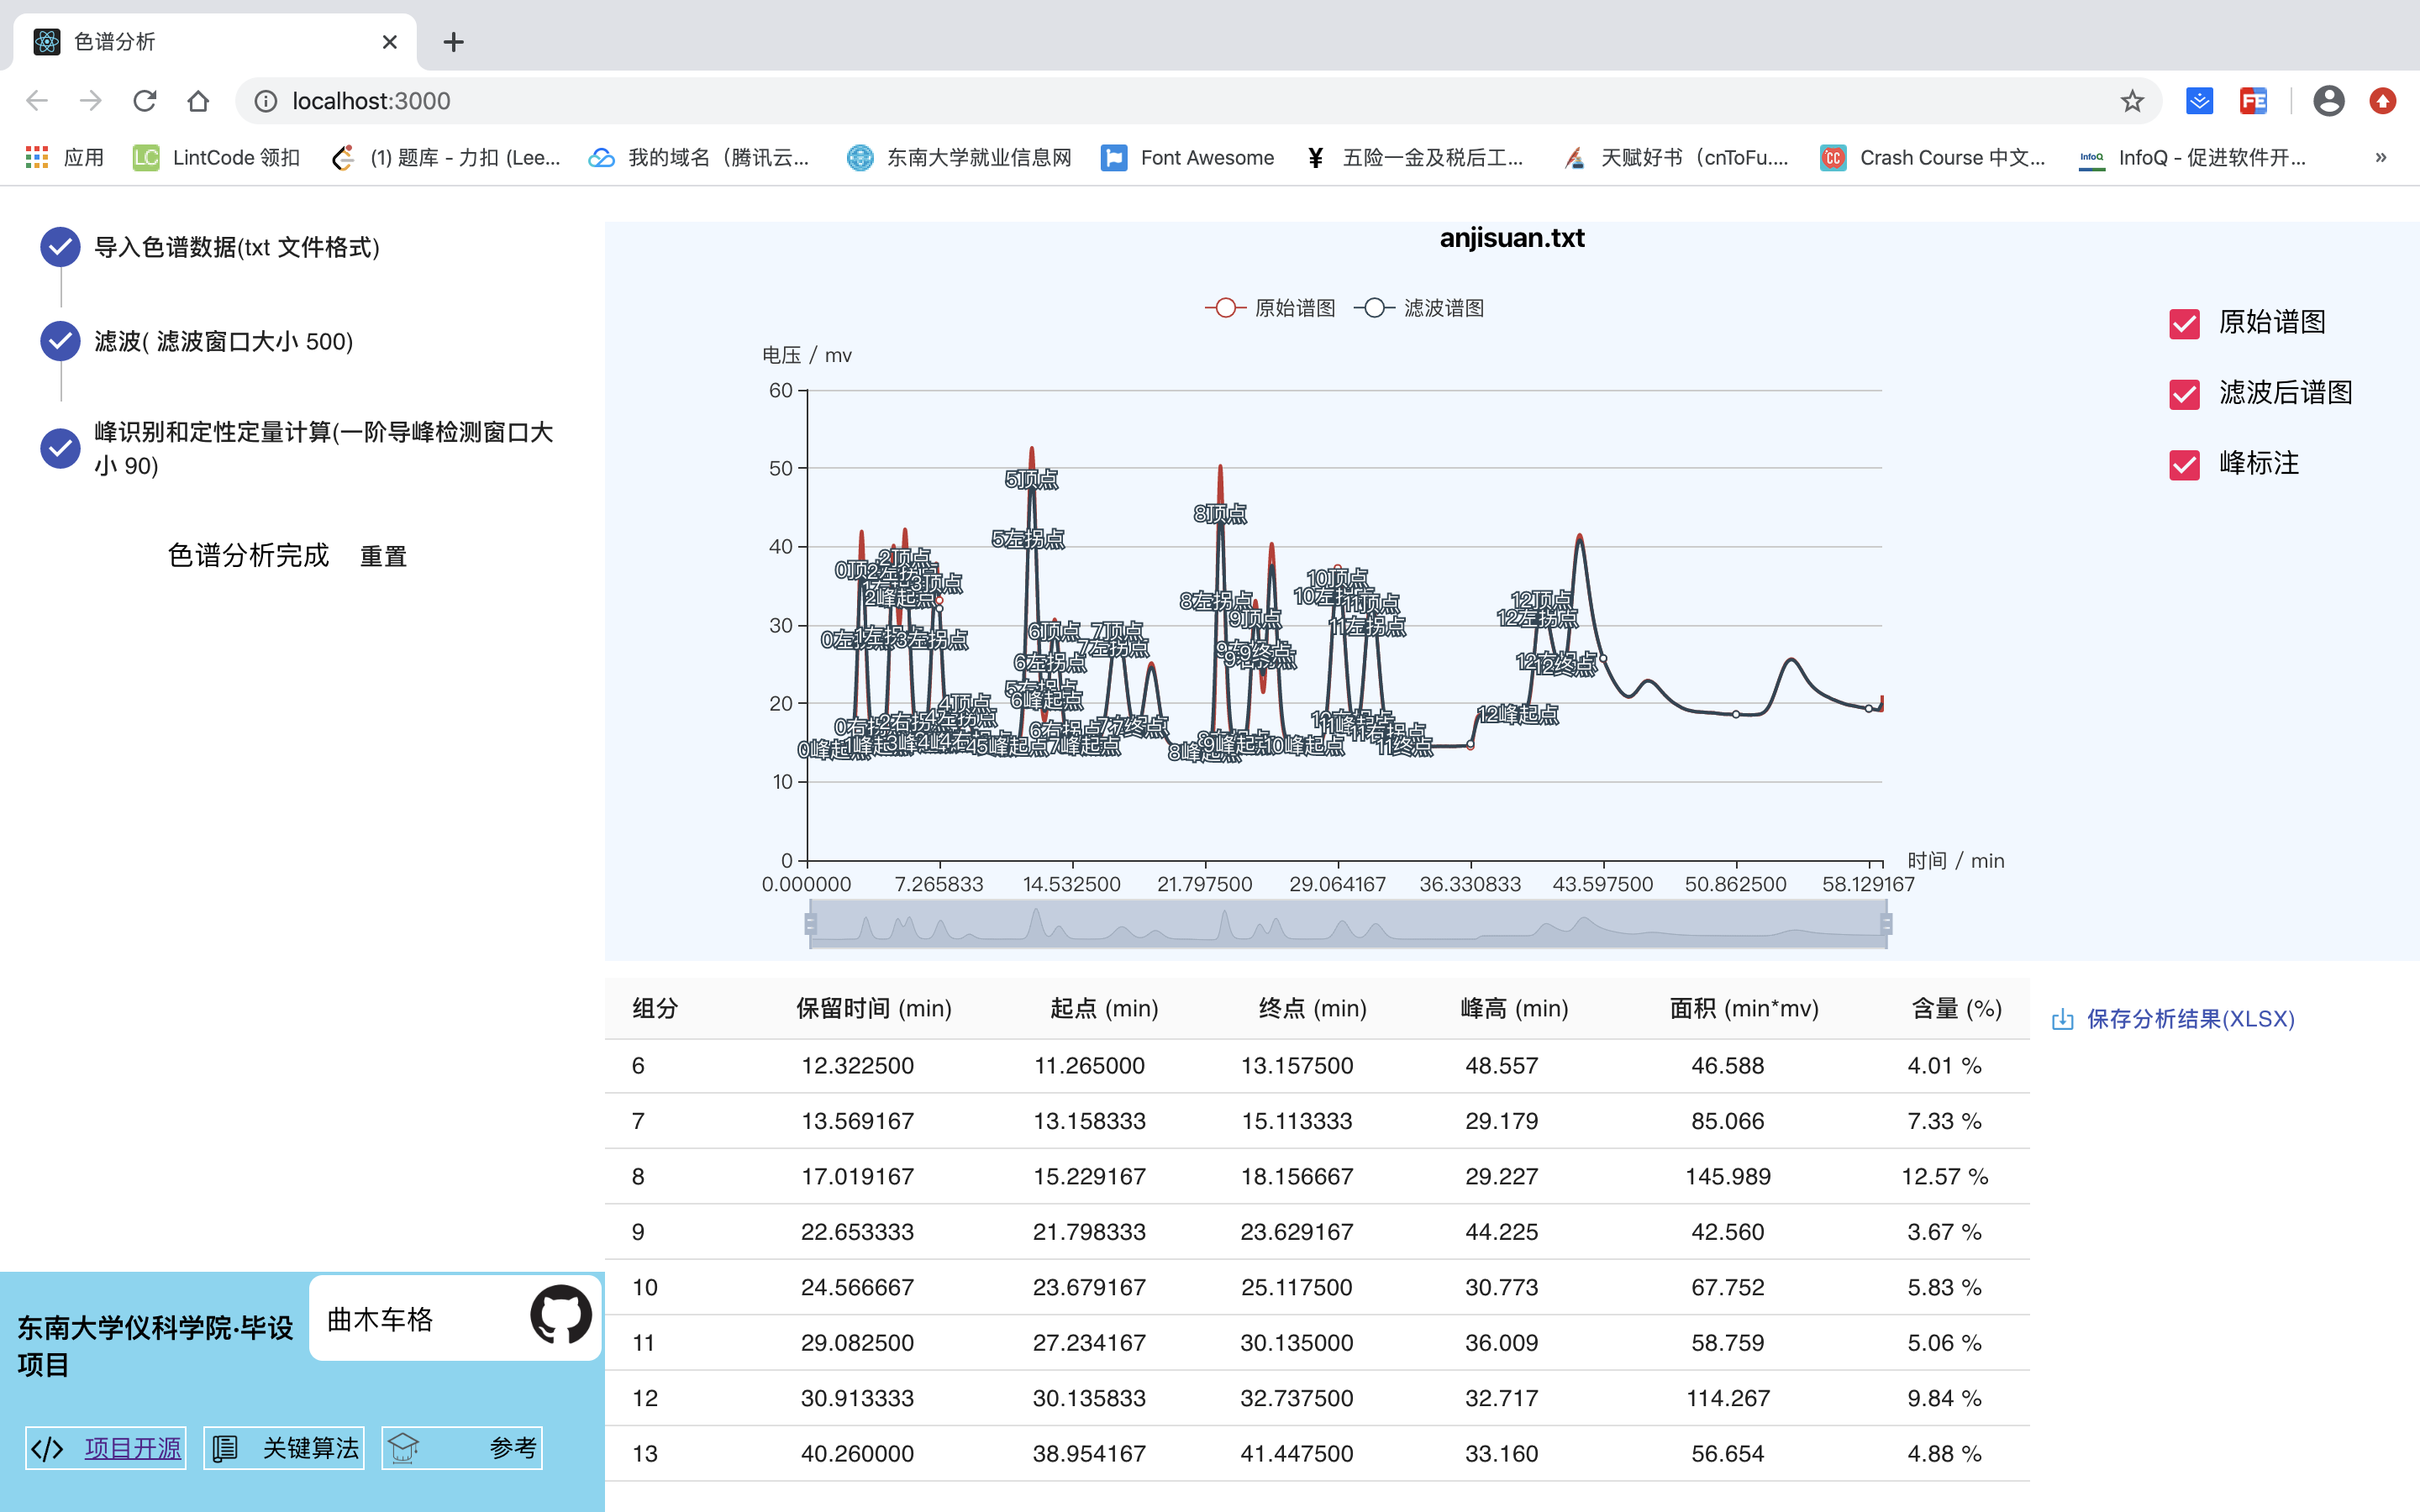 色谱分析
localhost:3000
应用
LC LintCode 领扣
(1) 题库 - 力扣 (Lee...
我的域名（腾讯云...
东南大学就业信息网
Font Awesome
¥ 五险一金及税后工...
天赋好书（cnToFu....
CC Crash Course 中文...
InfoQ InfoQ - 促进软件开...
»
FE
导入色谱数据(txt 文件格式)
滤波( 滤波窗口大小 500)
峰识别和定性定量计算(一阶导峰检测窗口大
小 90)
色谱分析完成 重置
anjisuan.txt
原始谱图 滤波谱图
原始谱图
滤波后谱图
峰标注
电压 / mv
60
50
40
30
20
10
0
5顶点
5左拐点
2顶点
3顶点
2峰起点
3左拐点
4顶点
6顶点
6左拐点
6峰起点
7顶点
7左拐点
7终点
7峰起点
5峰起点
8顶点
8左拐点
9顶点
9终点
8峰起点
9峰起点
10顶点
10左拐点
11顶点
11左拐点
10峰起点
11终点
12顶点
12左拐点
12终点
12峰起点
0.000000 7.265833 14.532500 21.797500 29.064167 36.330833 43.597500 50.862500 58.129167
时间 / min
组分 保留时间 (min) 起点 (min) 终点 (min) 峰高 (min) 面积 (min*mv) 含量 (%)
6 12.322500 11.265000 13.157500 48.557 46.588 4.01 %
7 13.569167 13.158333 15.113333 29.179 85.066 7.33 %
8 17.019167 15.229167 18.156667 29.227 145.989 12.57 %
9 22.653333 21.798333 23.629167 44.225 42.560 3.67 %
10 24.566667 23.679167 25.117500 30.773 67.752 5.83 %
11 29.082500 27.234167 30.135000 36.009 58.759 5.06 %
12 30.913333 30.135833 32.737500 32.717 114.267 9.84 %
13 40.260000 38.954167 41.447500 33.160 56.654 4.88 %
保存分析结果(XLSX)
东南大学仪科学院·毕设
项目
曲木车格
</> 项目开源
关键算法
参考